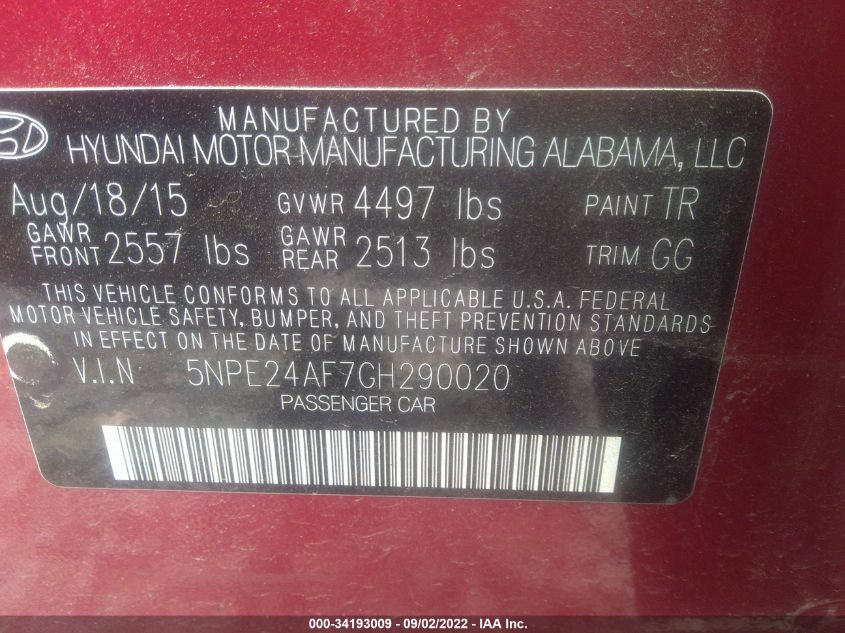 MANUFACTURED BY
HYUNDAI MOTOR MANUFACTURING ALABAMA, LLC
Aug/18/15 GVWR 4497 lbs PAINT TR
GAWR FRONT 2557 lbs GAWR REAR 2513 lbs TRIM GG
THIS VEHICLE CONFORMS TO ALL APPLICABLE U.S.A. FEDERAL
MOTOR VEHICLE SAFETY, BUMPER, AND THEFT PREVENTION STANDARDS
IN EFFECT ON THE DATE OF MANUFACTURE SHOWN ABOVE
V.I.N 5NPE24AF7GH290020
PASSENGER CAR
000-34193009 - 09/02/2022 - IAA Inc.